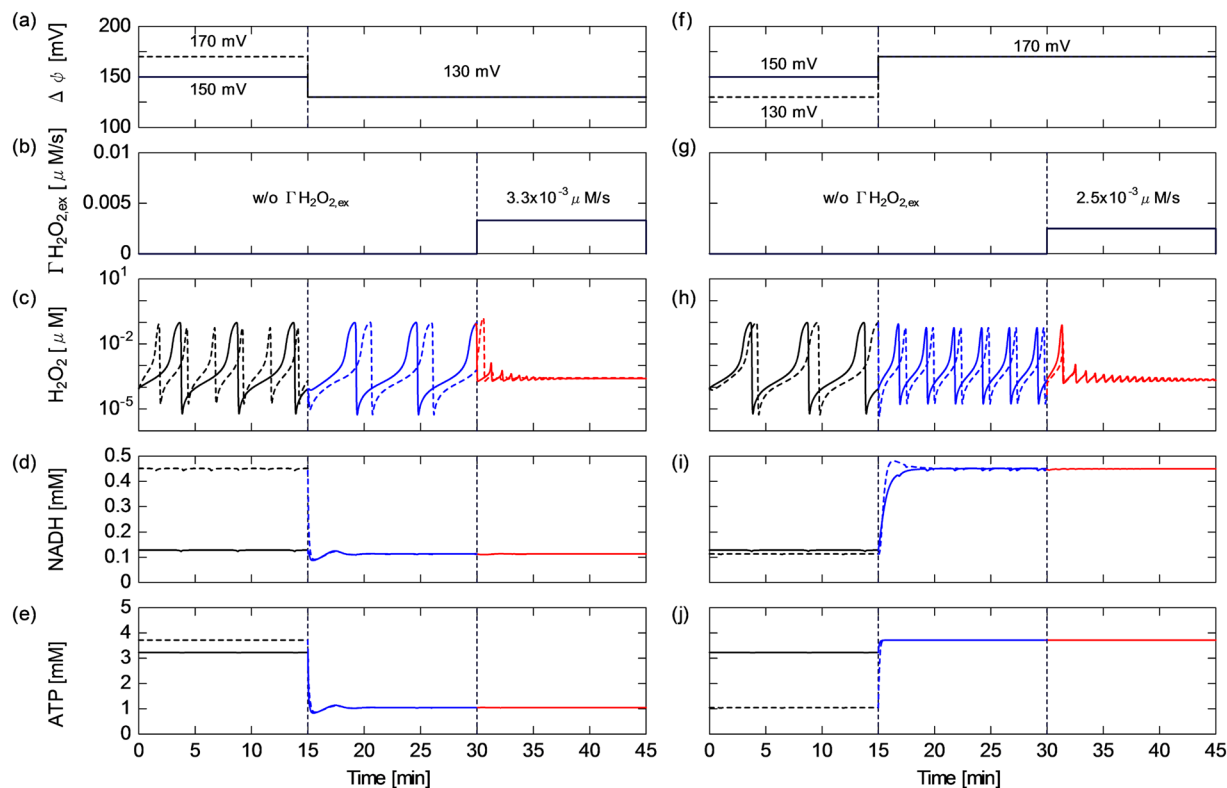 (a)
200
150
100
Δ ϕ [mV]
170 mV
150 mV
130 mV
(b)
0.01
0.005
0
Γ H₂O₂,ex [ μ M/s]
w/o Γ H₂O₂,ex
3.3x10⁻³ μ M/s
(c)
10¹
10⁻²
10⁻⁵
H₂O₂ [ μ M]
(d)
0.5
0.4
0.3
0.2
0.1
0
NADH [mM]
(e)
5
4
3
2
1
0
ATP [mM]
0 5 10 15 20 25 30 35 40 45
Time [min]
(f)
150 mV
130 mV
170 mV
(g)
w/o Γ H₂O₂,ex
2.5x10⁻³ μ M/s
(h)
(i)
(j)
0 5 10 15 20 25 30 35 40 45
Time [min]